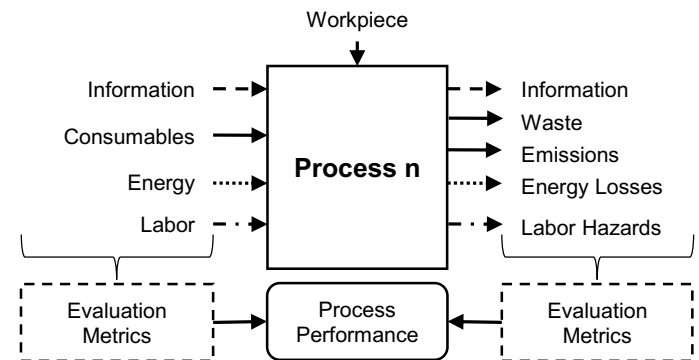 Workpiece
Information
Consumables
Energy
Labor
Process n
Information
Waste
Emissions
Energy Losses
Labor Hazards
Evaluation
Metrics
Process
Performance
Evaluation
Metrics